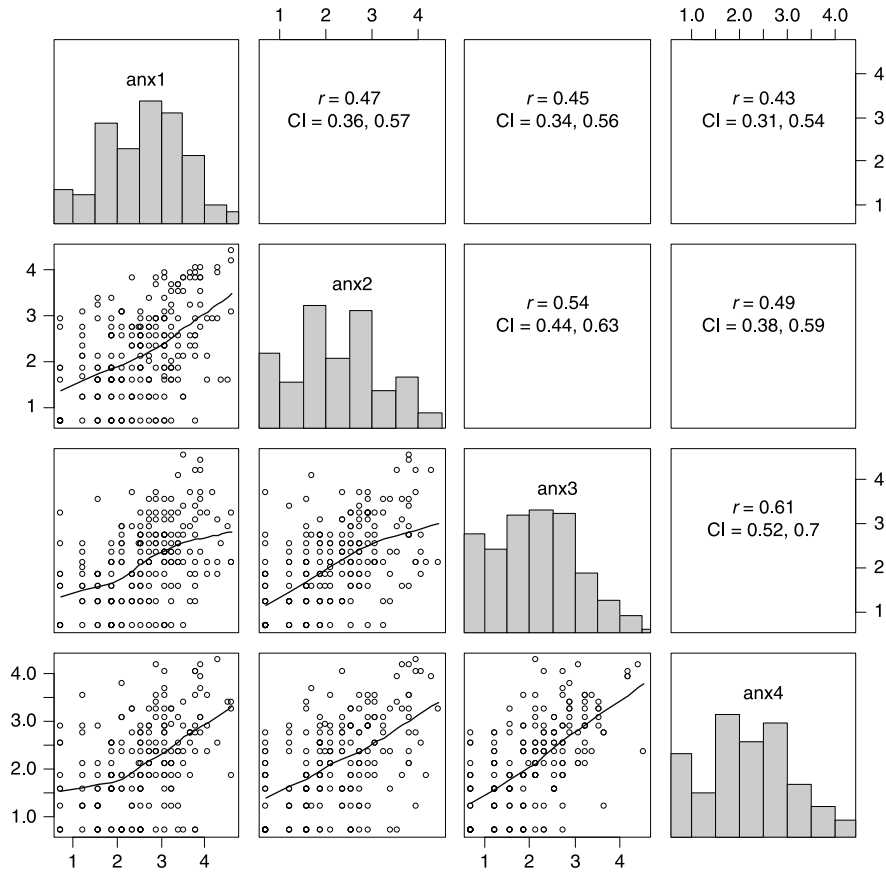 1 2 3 4
1.0 2.0 3.0 4.0
anx1
r = 0.47
CI = 0.36, 0.57
r = 0.45
CI = 0.34, 0.56
r = 0.43
CI = 0.31, 0.54
4
3
2
1
4
3
2
1
anx2
r = 0.54
CI = 0.44, 0.63
r = 0.49
CI = 0.38, 0.59
anx3
r = 0.61
CI = 0.52, 0.7
4
3
2
1
4.0
3.0
2.0
1.0
anx4
1 2 3 4
1 2 3 4